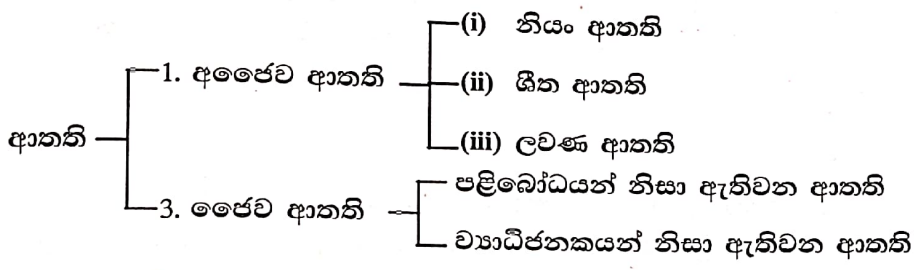 (i) නියං ආතති
1. අජෛව ආතති
(ii) ශීත ආතති
ආතති
(iii) ලවණ ආතති
පළිබෝධයන් නිසා ඇතිවන ආතති
3. ජෛව ආතති
ව්‍යාධිජනකයන් නිසා ඇතිවන ආතති